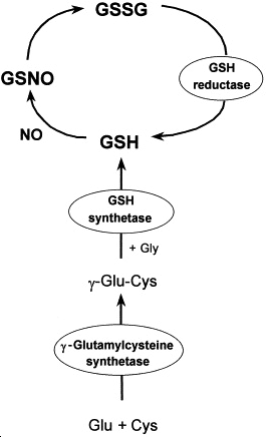 GSSG
GSH
reductase
GSNO
NO
GSH
GSH
synthetase
+ Gly
γ-Glu-Cys
γ-Glutamylcysteine
synthetase
Glu + Cys